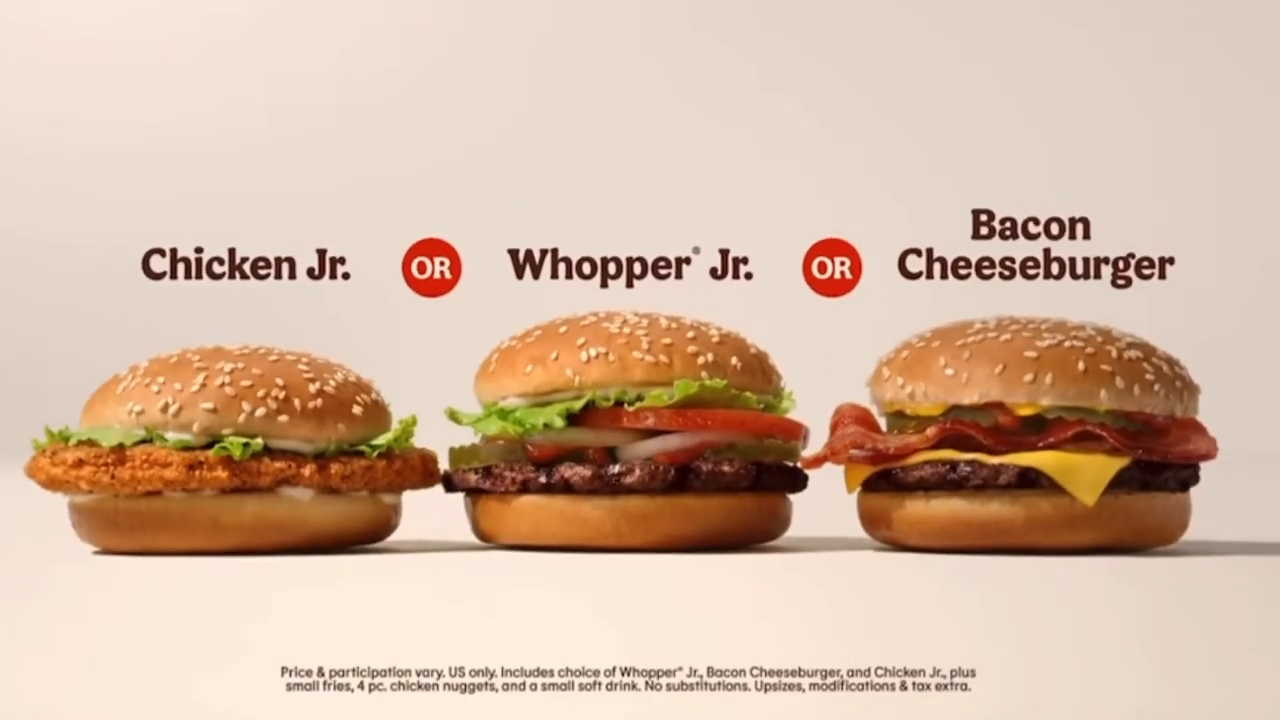 Chicken Jr.
OR
Whopper® Jr.
OR
Bacon
Cheeseburger
Price & participation vary. US only. Includes choice of Whopper® Jr., Bacon Cheeseburger, and Chicken Jr., plus
small fries, 4 pc. chicken nuggets, and a small soft drink. No substitutions. Upsizes, modifications & tax extra.